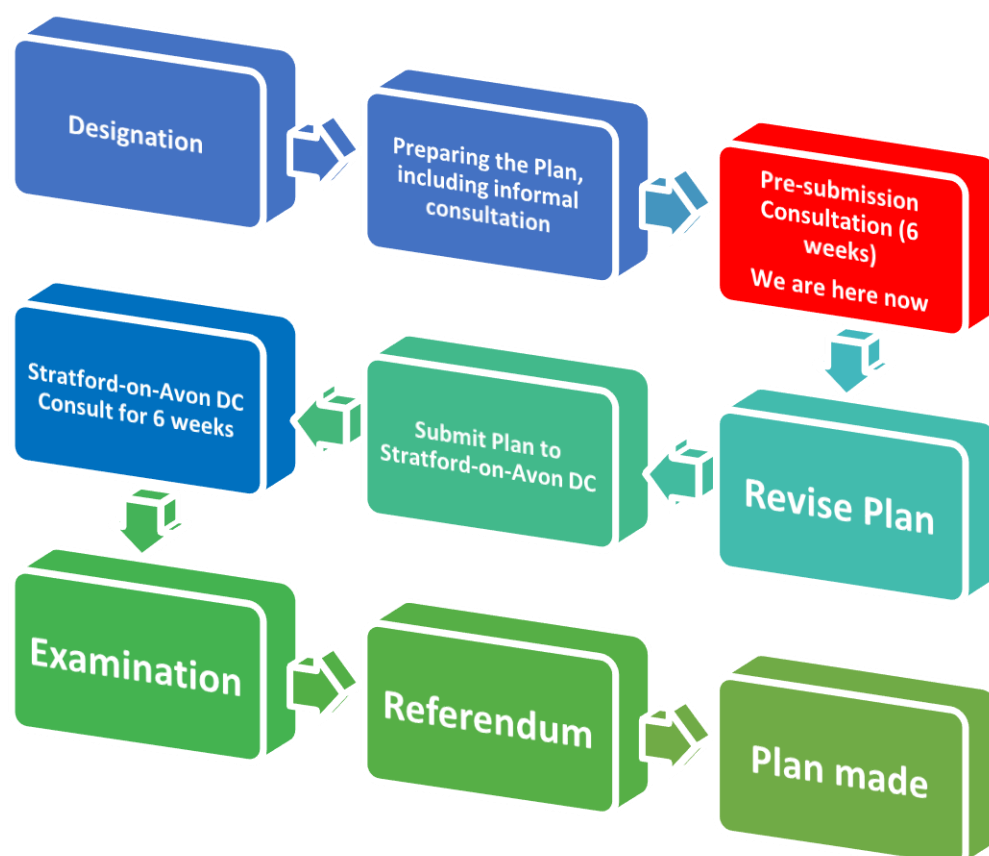 Designation
Preparing the Plan,
including informal
consultation
Pre-submission
Consultation (6
weeks)
We are here now
Revise Plan
Submit Plan to
Stratford-on-Avon DC
Stratford-on-Avon DC
Consult for 6 weeks
Examination
Referendum
Plan made